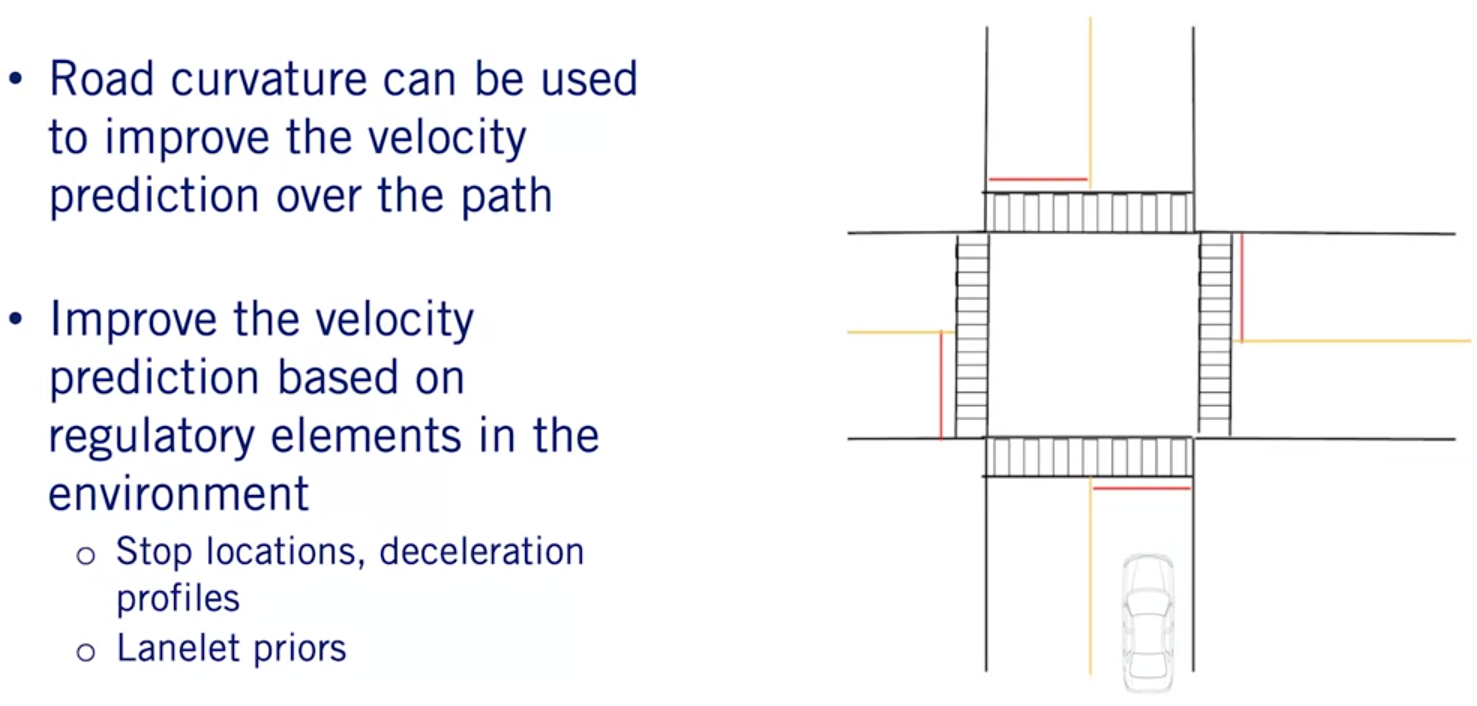 • Road curvature can be used
to improve the velocity
prediction over the path
• Improve the velocity
prediction based on
regulatory elements in the
environment
o Stop locations, deceleration
profiles
o Lanelet priors